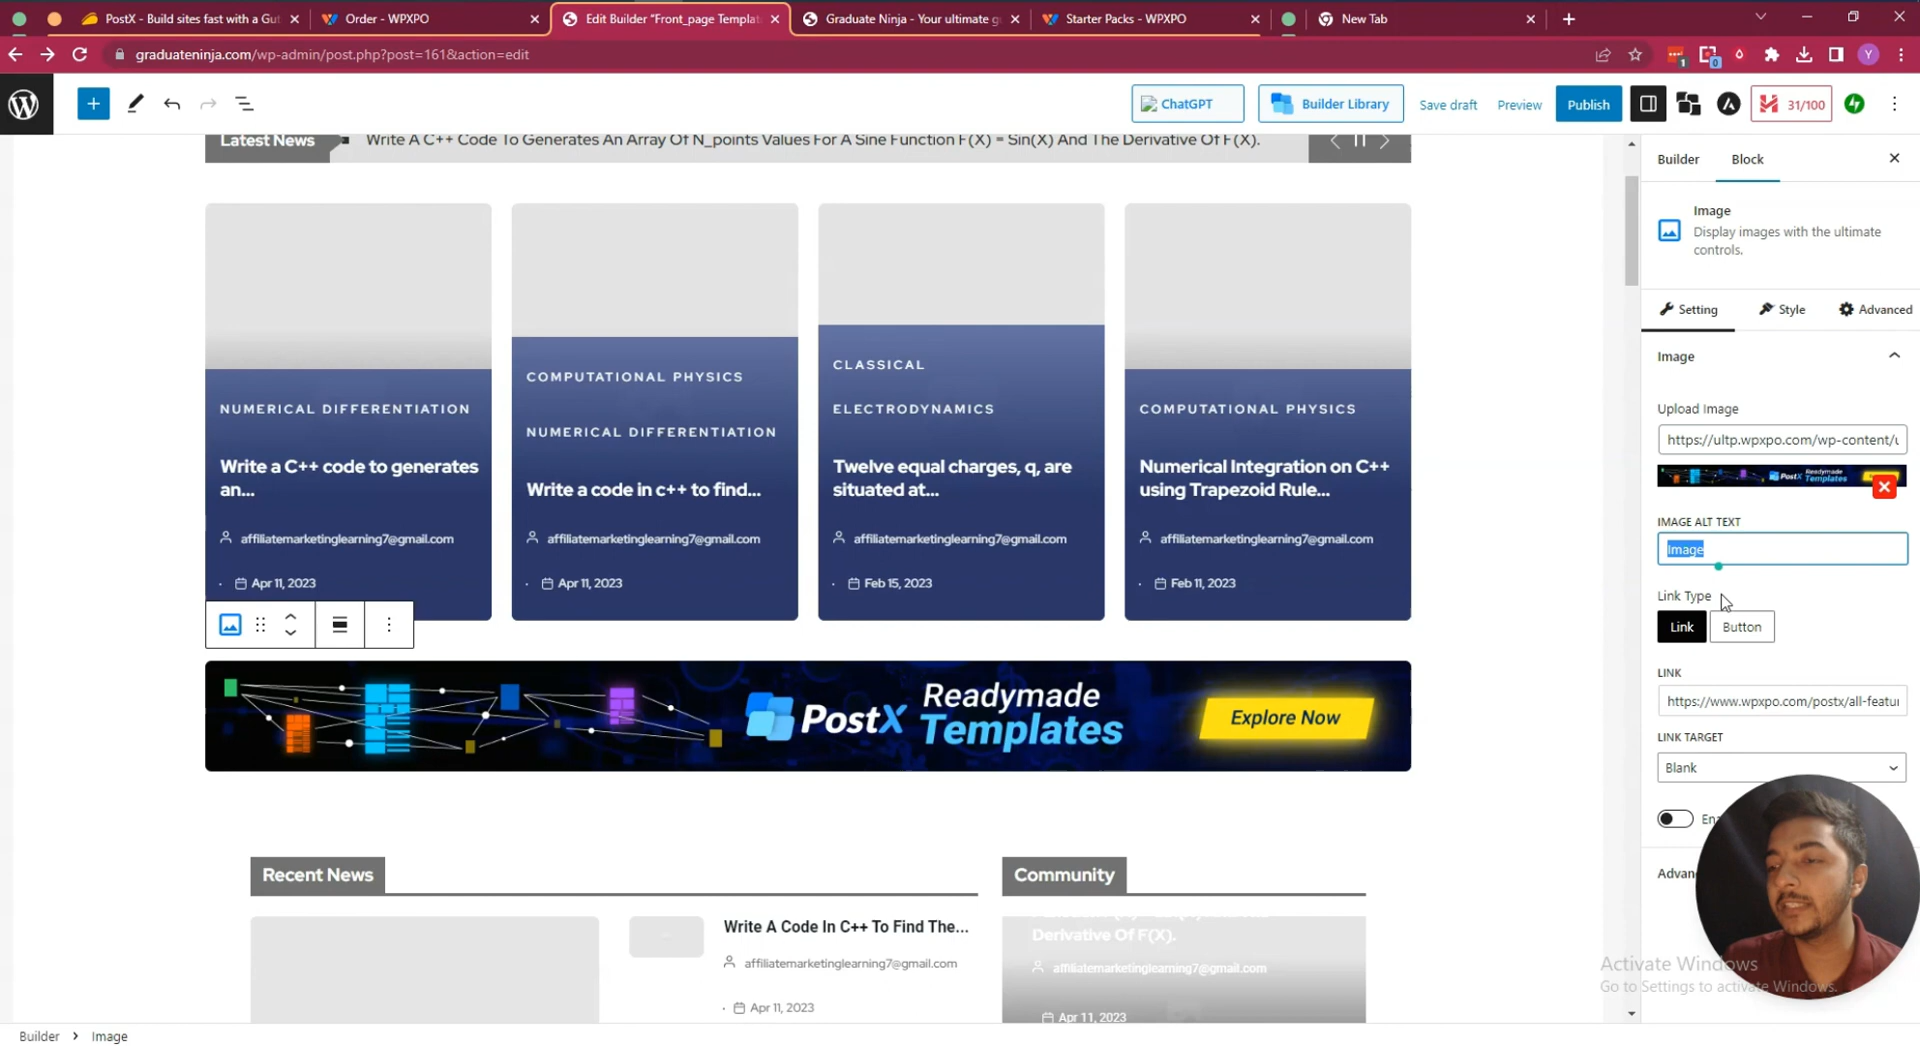 PostX - Build sites fast with a Gut
Order - WPXPO
Edit Builder "Front_page Templat
Graduate Ninja - Your ultimate g
Starter Packs - WPXPO
New Tab
graduateninja.com/wp-admin/post.php?post=161&action=edit
1
0
Y
ChatGPT
Builder Library
Save draft
Preview
Publish
31/100
Latest News
Write A C++ Code To Generates An Array Of N_points Values For A Sine Function F(X) = Sin(X) And The Derivative Of F(X).
NUMERICAL DIFFERENTIATION
Write a C++ code to generates
an...
affiliatemarketinglearning7@gmail.com
· Apr 11, 2023
COMPUTATIONAL PHYSICS
NUMERICAL DIFFERENTIATION
Write a code in c++ to find...
affiliatemarketinglearning7@gmail.com
· Apr 11, 2023
CLASSICAL
ELECTRODYNAMICS
Twelve equal charges, q, are
situated at...
affiliatemarketinglearning7@gmail.com
· Feb 15, 2023
COMPUTATIONAL PHYSICS
Numerical Integration on C++
using Trapezoid Rule...
affiliatemarketinglearning7@gmail.com
· Feb 11, 2023
PostX
Readymade
Templates
Explore Now
Recent News
Write A Code In C++ To Find The...
affiliatemarketinglearning7@gmail.com
· Apr 11, 2023
Community
Derivative Of F(X).
affiliatemarketinglearning7@gmail.com
Apr 11, 2023
Builder
Block
Image
Display images with the ultimate
controls.
Setting
Style
Advanced
Image
Upload Image
https://ultp.wpxpo.com/wp-content/u
PostX Readymade
Templates
IMAGE ALT TEXT
Image
Link Type
Link
Button
LINK
https://www.wpxpo.com/postx/all-featur
LINK TARGET
Blank
Ena
Advan
Activate Windows
Go to Settings to activate Windows.
Builder > Image